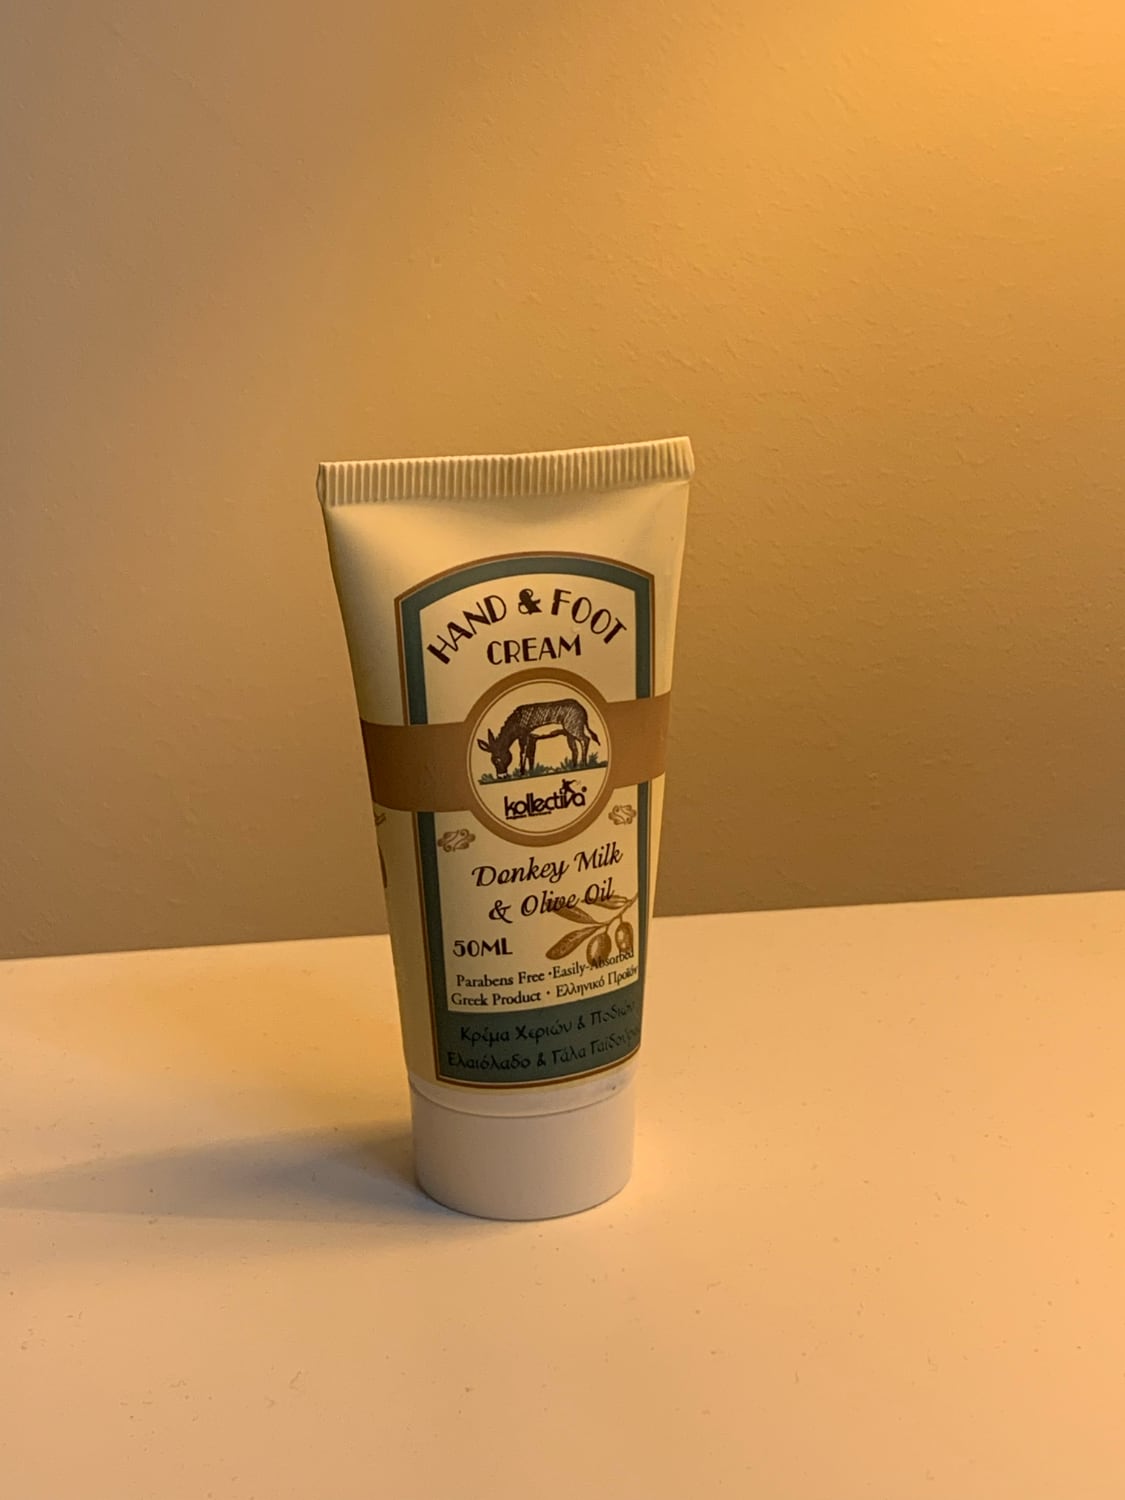 HAND & FOOT
CREAM
kollectiva®
Donkey Milk
& Olive Oil
50ML
Parabens Free · Easily-Absorbed
Greek Product · Ελληνικό Προϊόν
Κρέμα Χεριών & Ποδιών
Ελαιόλαδο & Γάλα